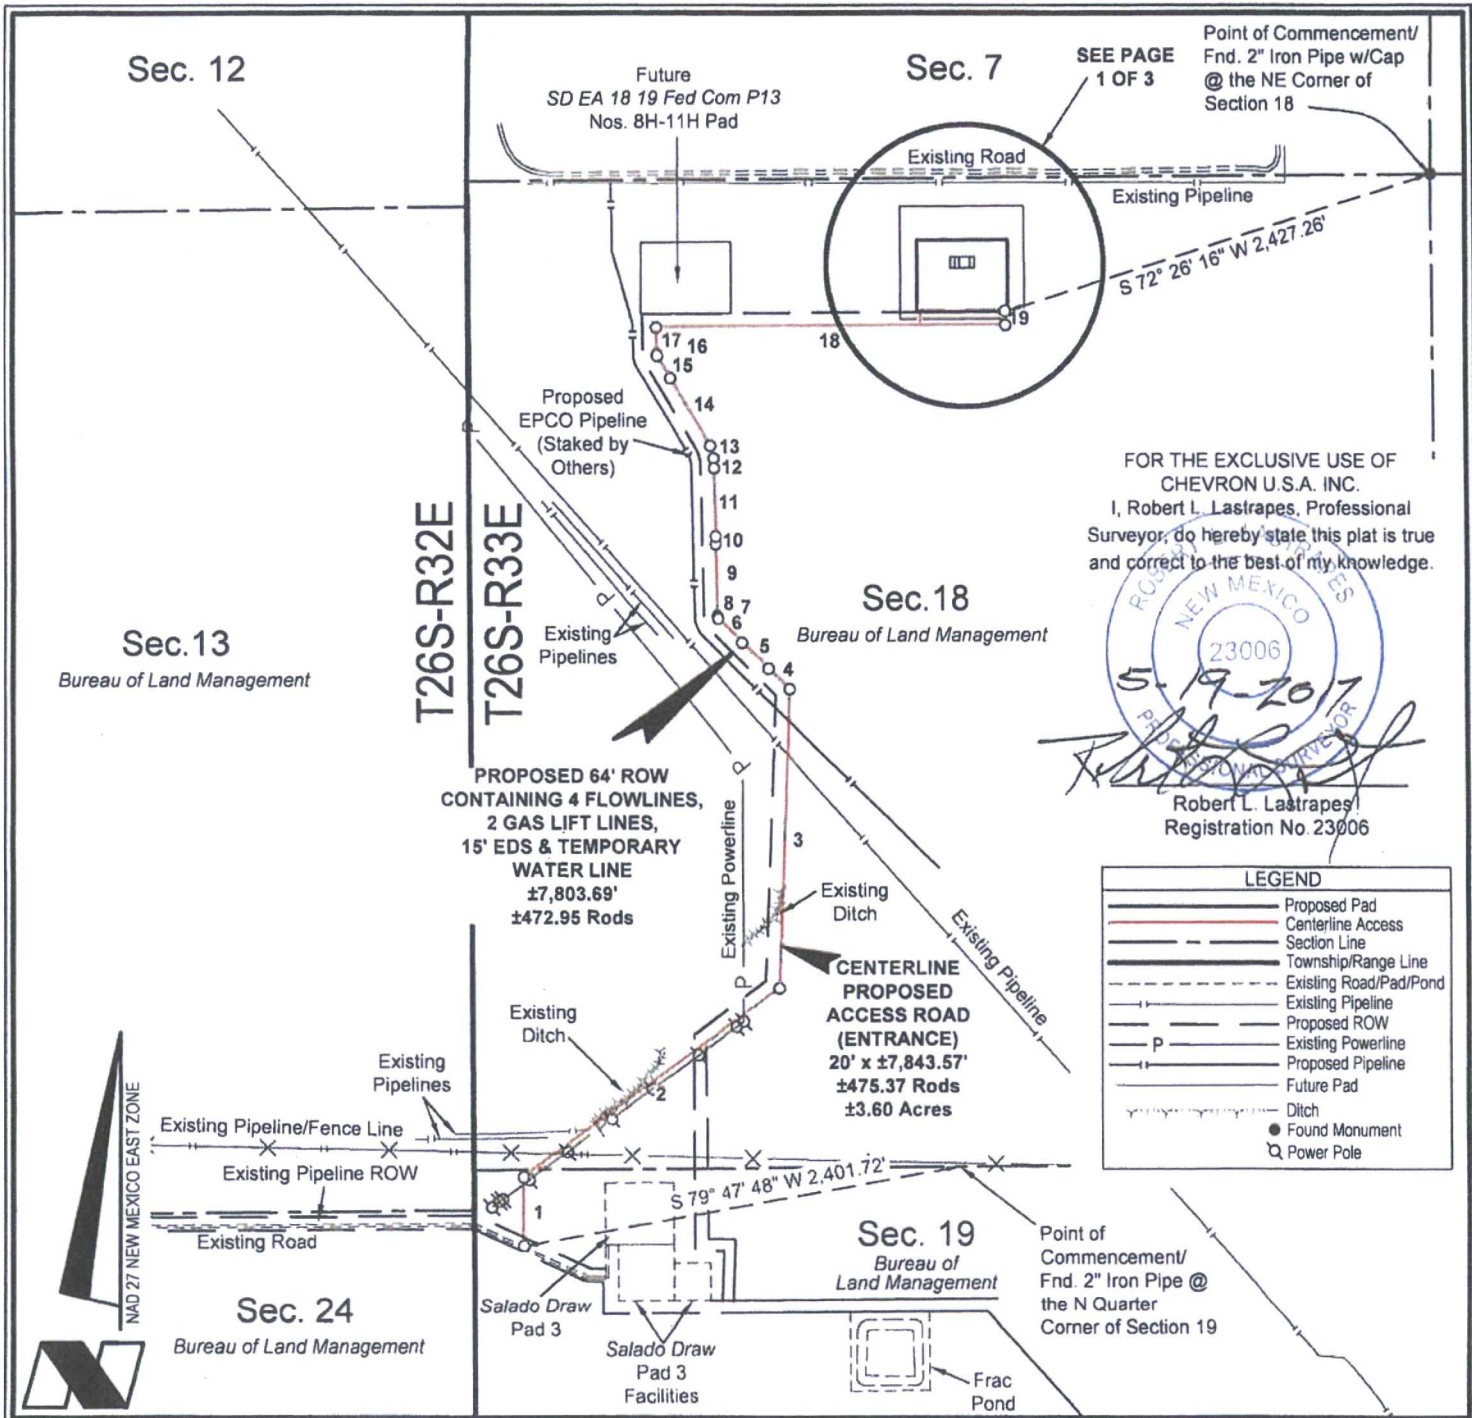 Sec. 12
Future
SD EA 18 19 Fed Com P13
Nos. 8H-11H Pad
Sec. 7
SEE PAGE
1 OF 3
Point of Commencement/
Fnd. 2" Iron Pipe w/Cap
@ the NE Corner of
Section 18
Existing Road
Existing Pipeline
S 72° 26' 16" W 2,427.26'
19
18
17
16
15
14
13
12
11
10
9
8
7
6
5
4
Proposed
EPCO Pipeline
(Staked by
Others)
P
P
FOR THE EXCLUSIVE USE OF
CHEVRON U.S.A. INC.
I, Robert L. Lastrapes, Professional
Surveyor, do hereby state this plat is true
and correct to the best of my knowledge.
ROBERT L. LASTRAPES
NEW MEXICO
23006
PROFESSIONAL SURVEYOR
5-19-2017
Robert L. Lastrapes
Registration No. 23006
T26S-R32E
T26S-R33E
Existing
Pipelines
Sec.18
Bureau of Land Management
Sec.13
Bureau of Land Management
PROPOSED 64' ROW
CONTAINING 4 FLOWLINES,
2 GAS LIFT LINES,
15' EDS & TEMPORARY
WATER LINE
±7,803.69'
±472.95 Rods
P
Existing Powerline
P
3
Existing
Ditch
Existing Pipeline
CENTERLINE
PROPOSED
ACCESS ROAD
(ENTRANCE)
20' x ±7,843.57'
±475.37 Rods
±3.60 Acres
LEGEND
Proposed Pad
Centerline Access
Section Line
Township/Range Line
Existing Road/Pad/Pond
Existing Pipeline
Proposed ROW
P Existing Powerline
Proposed Pipeline
Future Pad
Ditch
Found Monument
Power Pole
Existing
Ditch
2
Existing
Pipelines
Existing Pipeline/Fence Line
Existing Pipeline ROW
Existing Road
1
S 79° 47' 48" W 2,401.72'
NAD 27 NEW MEXICO EAST ZONE
Sec. 24
Bureau of Land Management
Salado Draw
Pad 3
Salado Draw
Pad 3
Facilities
Sec. 19
Bureau of
Land Management
Point of
Commencement/
Fnd. 2" Iron Pipe @
the N Quarter
Corner of Section 19
Frac
Pond